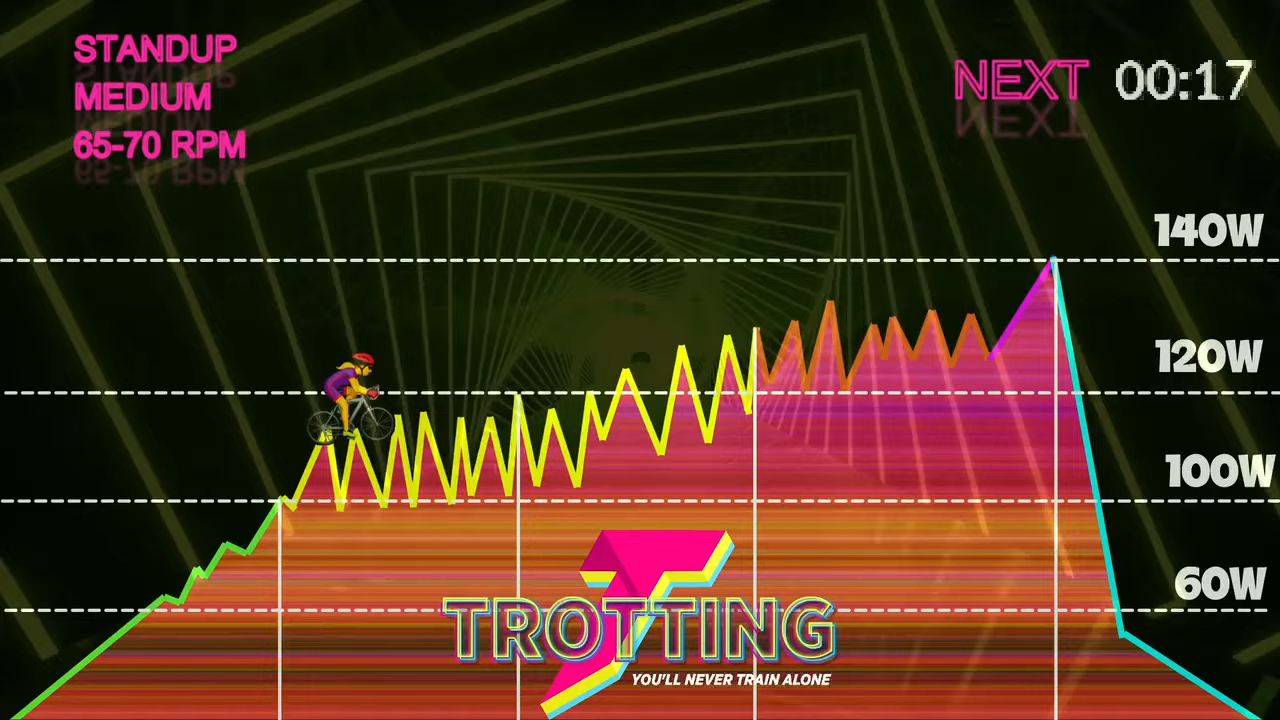 STANDUP
MEDIUM
65-70 RPM
NEXT 00:17
140W
120W
100W
60W
TROTTING
YOU'LL NEVER TRAIN ALONE